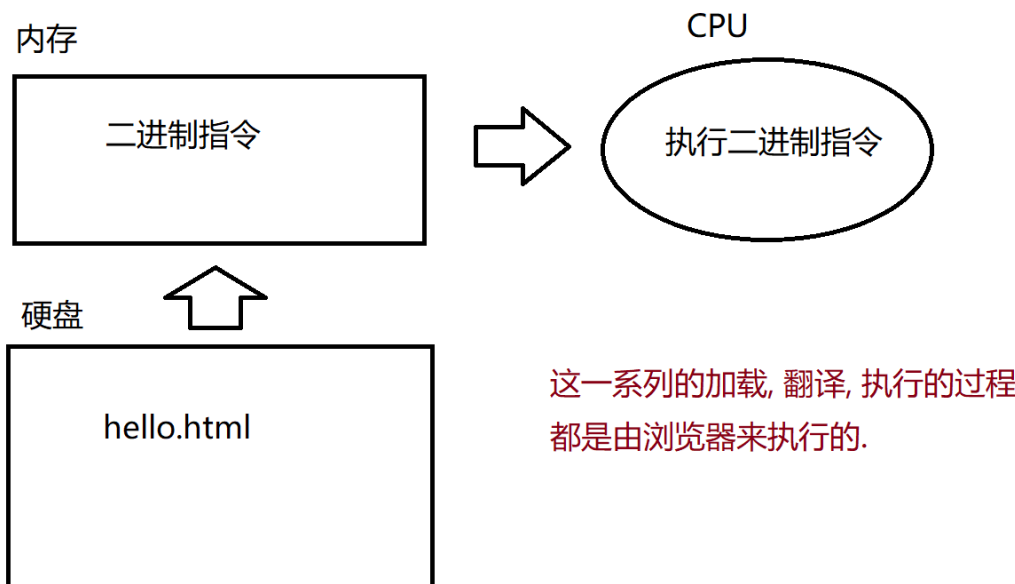 内存
CPU
二进制指令
执行二进制指令
硬盘
hello.html
这一系列的加载, 翻译, 执行的过程
都是由浏览器来执行的.